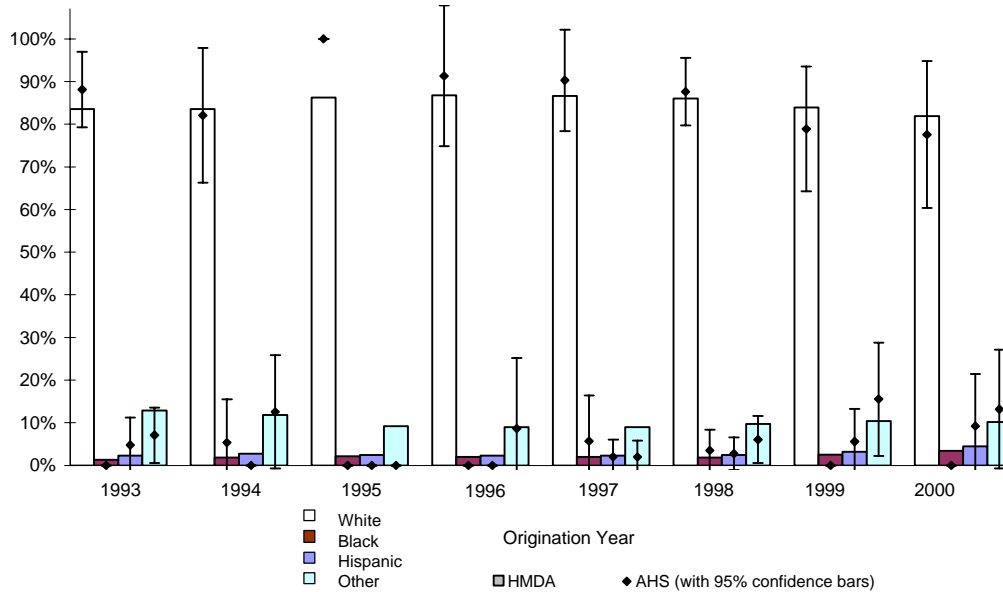 100%
90%
80%
70%
60%
50%
40%
30%
20%
10%
0%
1993 1994 1995 1996 1997 1998 1999 2000
White
Black
Hispanic
Other
Origination Year
HMDA
AHS (with 95% confidence bars)